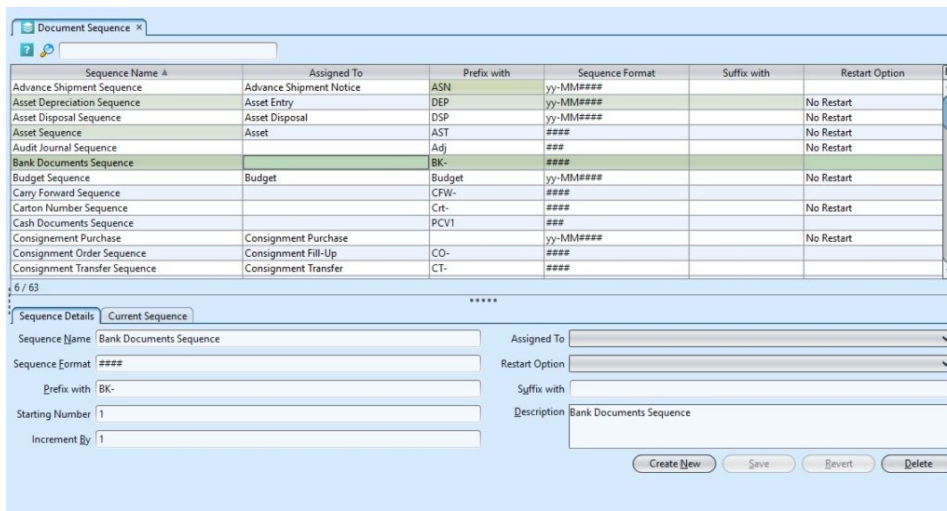 Document Sequence ×
?
Sequence Name Assigned To Prefix with Sequence Format Suffix with Restart Option
Advance Shipment Sequence Advance Shipment Notice ASN yy-MM####
Asset Depreciation Sequence Asset Entry DEP yy-MM#### No Restart
Asset Disposal Sequence Asset Disposal DSP yy-MM#### No Restart
Asset Sequence Asset AST #### No Restart
Audit Journal Sequence Adj ### No Restart
Bank Documents Sequence BK- ####
Budget Sequence Budget Budget yy-MM#### No Restart
Carry Forward Sequence CFW- ####
Carton Number Sequence Crt- #### No Restart
Cash Documents Sequence PCV1 ###
Consignement Purchase Consignment Purchase yy-MM#### No Restart
Consignment Order Sequence Consignment Fill-Up CO- ####
Consignment Transfer Sequence Consignment Transfer CT- ####
6 / 63
Sequence Details Current Sequence
Sequence Name Bank Documents Sequence Assigned To
Sequence Format #### Restart Option
Prefix with BK- Suffix with
Starting Number 1 Description Bank Documents Sequence
Increment By 1
Create New Save Revert Delete